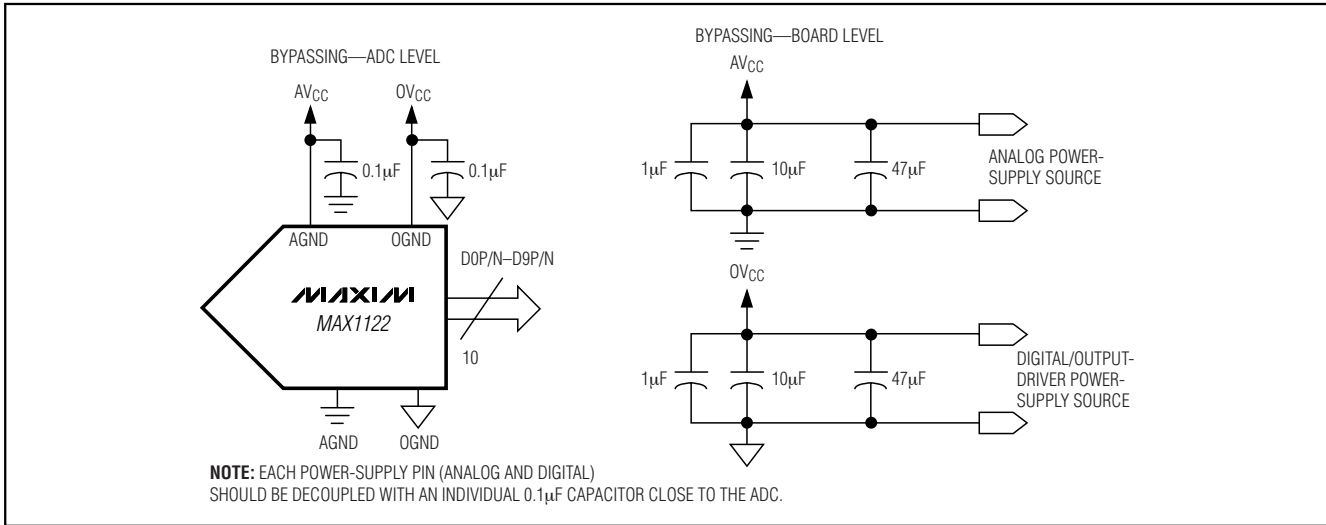 BYPASSING—ADC LEVEL
AVCC
OVCC
0.1µF
0.1µF
AGND
OGND
D0P/N–D9P/N
MAXIM
MAX1122
10
AGND
OGND
BYPASSING—BOARD LEVEL
AVCC
1µF
10µF
47µF
ANALOG POWER-
SUPPLY SOURCE
OVCC
1µF
10µF
47µF
DIGITAL/OUTPUT-
DRIVER POWER-
SUPPLY SOURCE
NOTE: EACH POWER-SUPPLY PIN (ANALOG AND DIGITAL)
SHOULD BE DECOUPLED WITH AN INDIVIDUAL 0.1µF CAPACITOR CLOSE TO THE ADC.